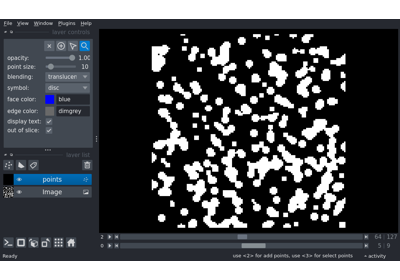 File View Window Plugins Help
layer controls
opacity: 1.00
point size: 10
blending: translucen
symbol: disc
face color: blue
edge color: dimgrey
display text:
out of slice:
layer list
points
Image
2 64 127
0 5 9
use <2> for add points, use <3> for select points activity